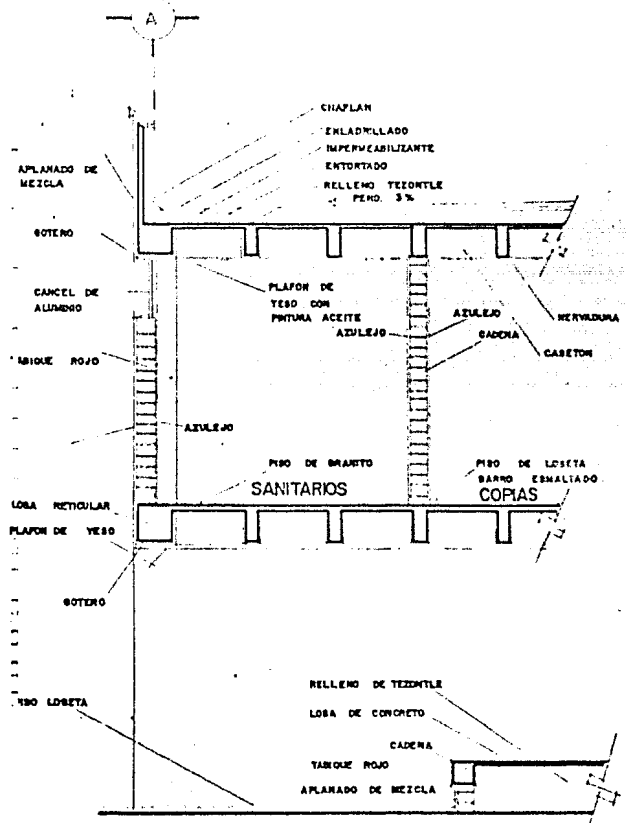 A
CHAFLAN
ENLADRILLADO
IMPERMEABILIZANTE
ENTORTADO
RELLENO TEZONTLE
PEND. 3%
APLANADO DE
MEZCLA
GOTERO
CANCEL DE
ALUMINIO
PLAFON DE
YESO CON
PINTURA ACEITE
AZULEJO
AZULEJO
CADENA
NERVADURA
CASETON
ABIQUE ROJO
AZULEJO
PISO DE GRANITO
SANITARIOS
PISO DE LOSETA
BARRO ESMALTADO
COPIAS
LOSA RETICULAR
PLAFON DE YESO
GOTERO
PISO LOSETA
RELLENO DE TEZONTLE
LOSA DE CONCRETO
CADENA
TABIQUE ROJO
APLANADO DE MEZCLA